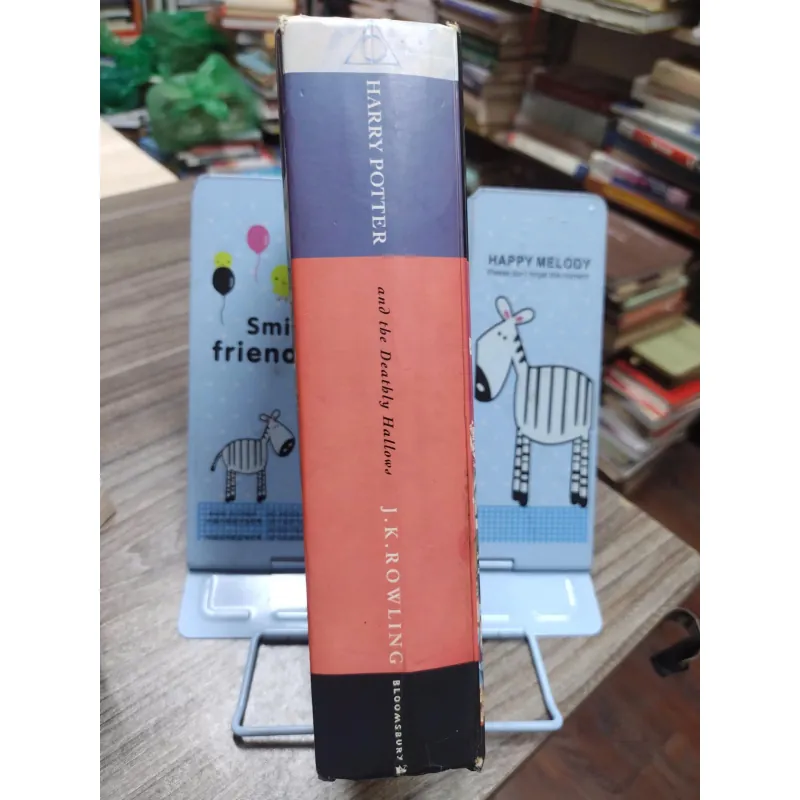 HARRY POTTER
and the Deathly Hallows
J.K.ROWLING
BLOOMSBURY
Smi
friend
HAPPY MELODY